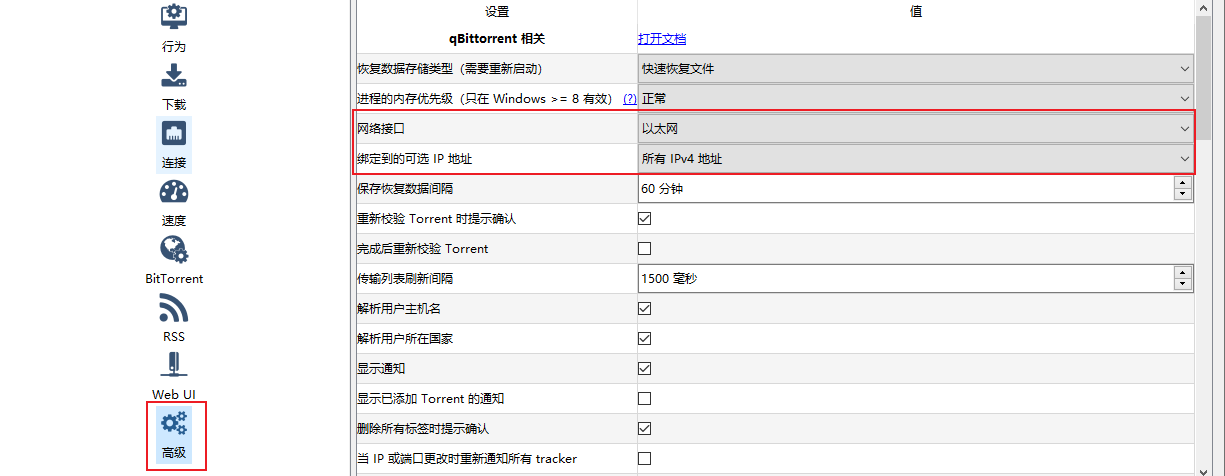 行为
下载
连接
速度
BitTorrent
RSS
Web UI
高级
设置 值
qBittorrent 相关 打开文档
恢复数据存储类型（需要重新启动） 快速恢复文件
进程的内存优先级（只在 Windows >= 8 有效） (?) 正常
网络接口 以太网
绑定到的可选 IP 地址 所有 IPv4 地址
保存恢复数据间隔 60 分钟
重新校验 Torrent 时提示确认
完成后重新校验 Torrent
传输列表刷新间隔 1500 毫秒
解析用户主机名
解析用户所在国家
显示通知
显示已添加 Torrent 的通知
删除所有标签时提示确认
当 IP 或端口更改时重新通知所有 tracker